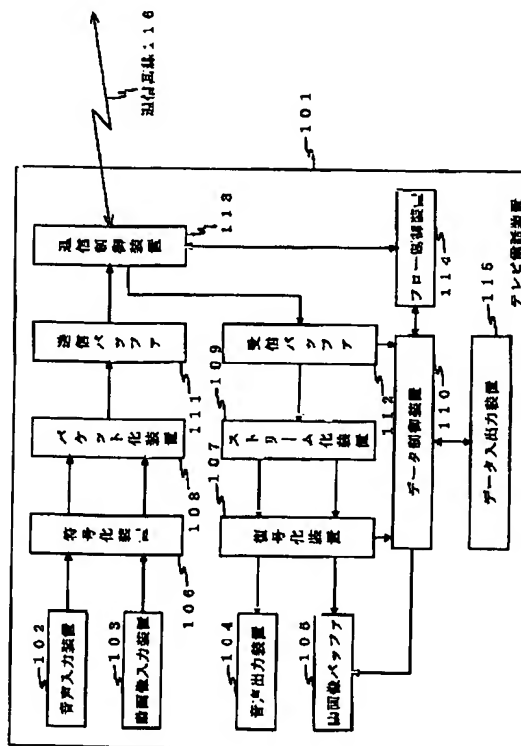 音声入力装置
102
動画像入力装置
103
符号化装置
106
パケット化装置
108
送信バッファ
111
通信制御装置
113
通信回線116
101
音声出力装置
104
動画像バッファ
105
復号化装置
107
ストリーム化装置
109
受信バッファ
112
データ制御装置
110
フロー制御装置
114
データ入出力装置
115
テレビ電話装置